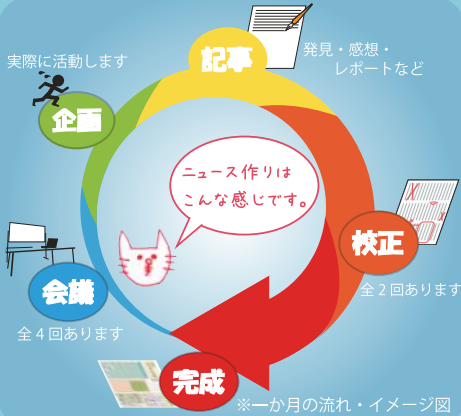 記事
発見・感想・
レポートなど
実際に活動します
企画
ニュース作りは
こんな感じです。
校正
全２回あります
会議
全４回あります
完成
※一か月の流れ・イメージ図